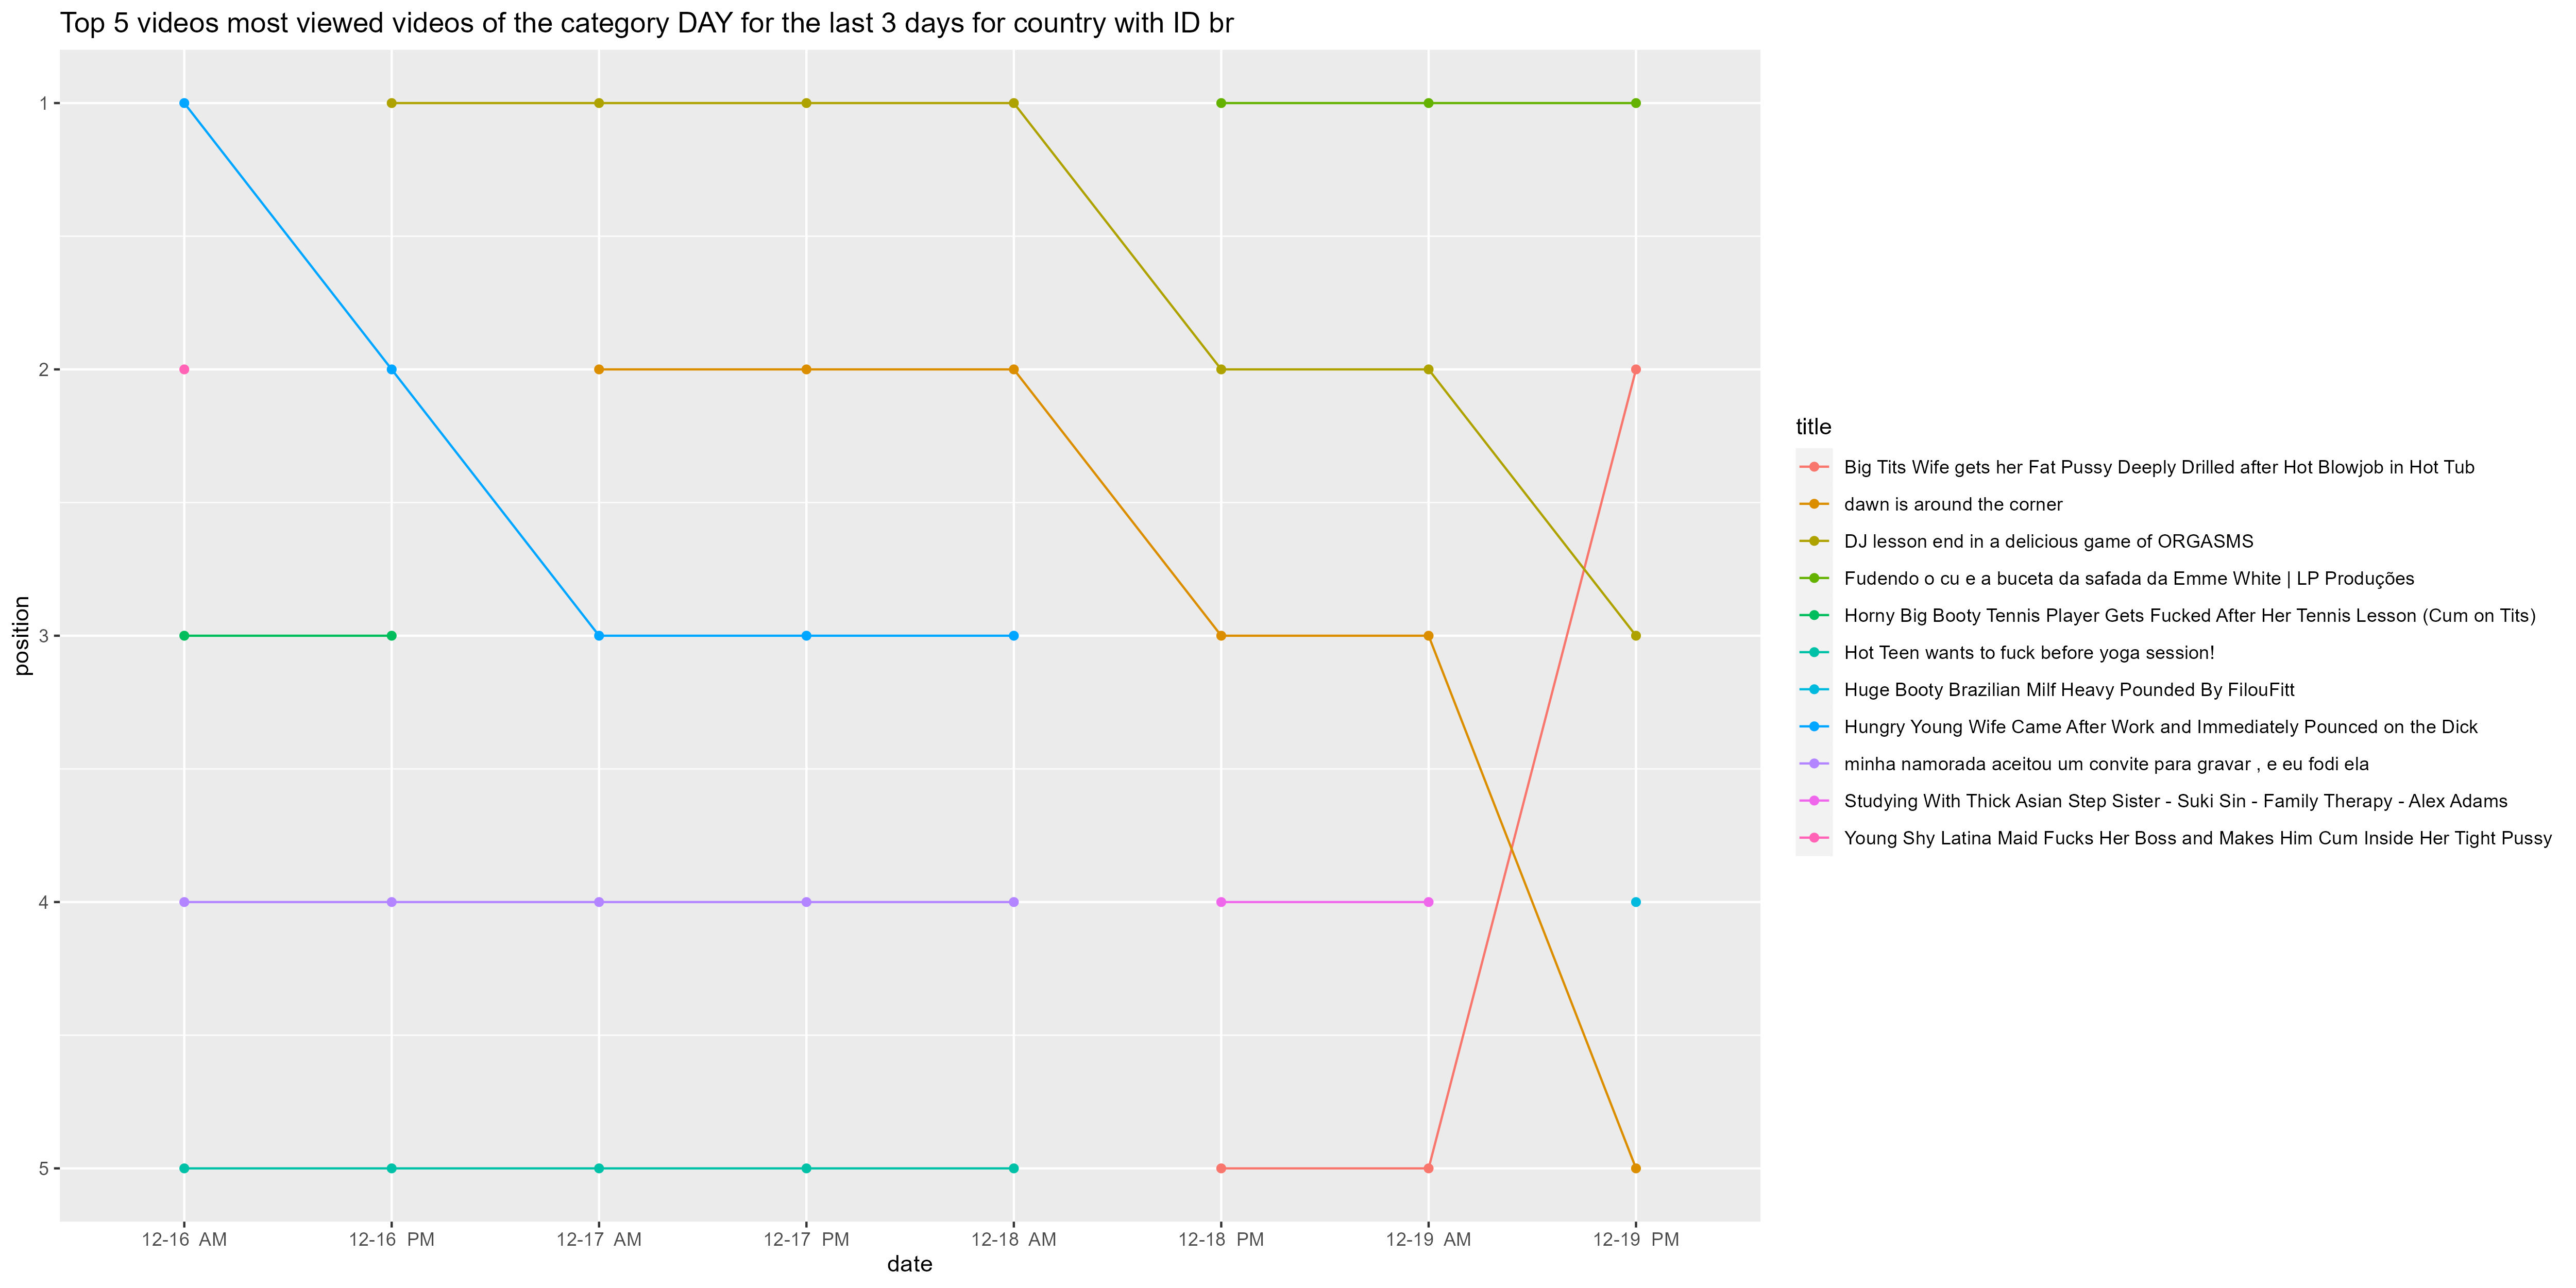 Top 5 videos most viewed videos of the category DAY for the last 3 days for country with ID br
position
1
2
3
4
5
12-16 AM
12-16 PM
12-17 AM
12-17 PM
12-18 AM
12-18 PM
12-19 AM
12-19 PM
date
title
Big Tits Wife gets her Fat Pussy Deeply Drilled after Hot Blowjob in Hot Tub
dawn is around the corner
DJ lesson end in a delicious game of ORGASMS
Fudendo o cu e a buceta da safada da Emme White | LP Produções
Horny Big Booty Tennis Player Gets Fucked After Her Tennis Lesson (Cum on Tits)
Hot Teen wants to fuck before yoga session!
Huge Booty Brazilian Milf Heavy Pounded By FilouFitt
Hungry Young Wife Came After Work and Immediately Pounced on the Dick
minha namorada aceitou um convite para gravar , e eu fodi ela
Studying With Thick Asian Step Sister - Suki Sin - Family Therapy - Alex Adams
Young Shy Latina Maid Fucks Her Boss and Makes Him Cum Inside Her Tight Pussy